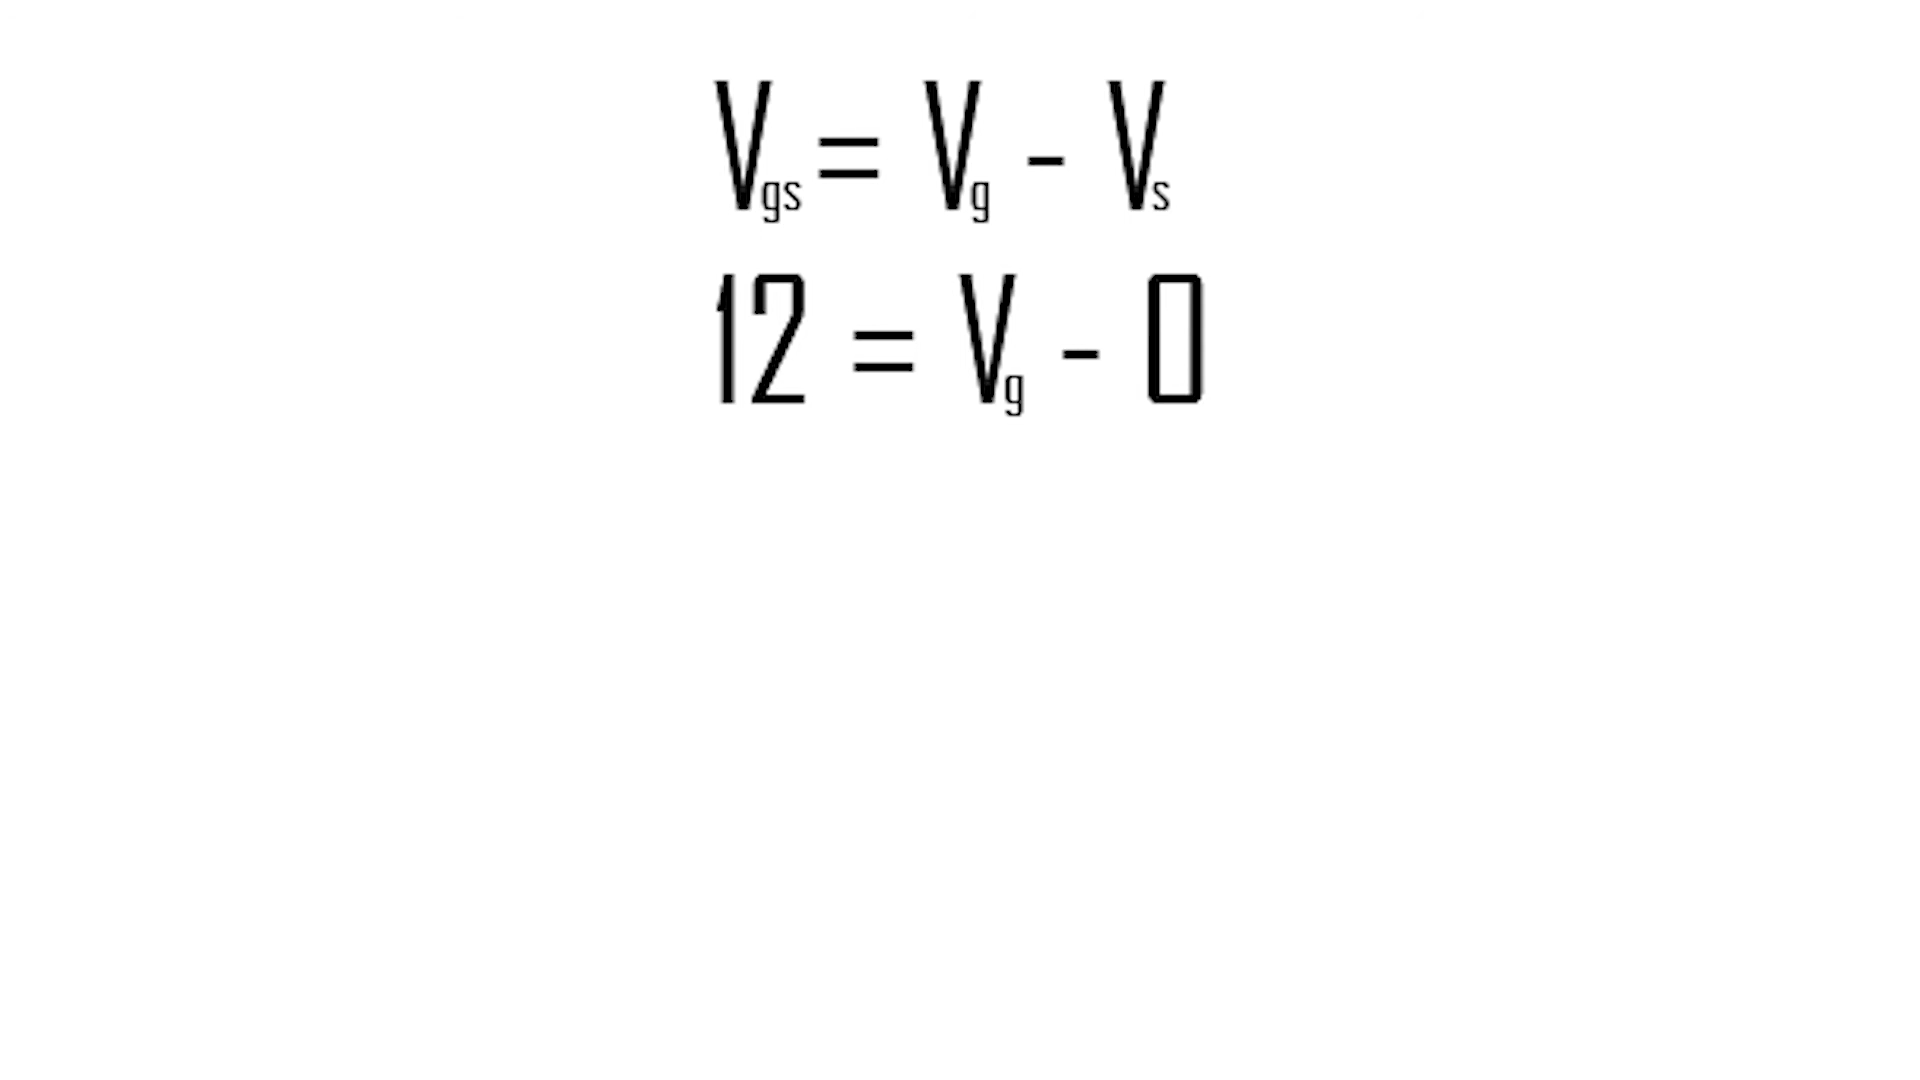 Vgs = Vg - Vs
12 = Vg - 0